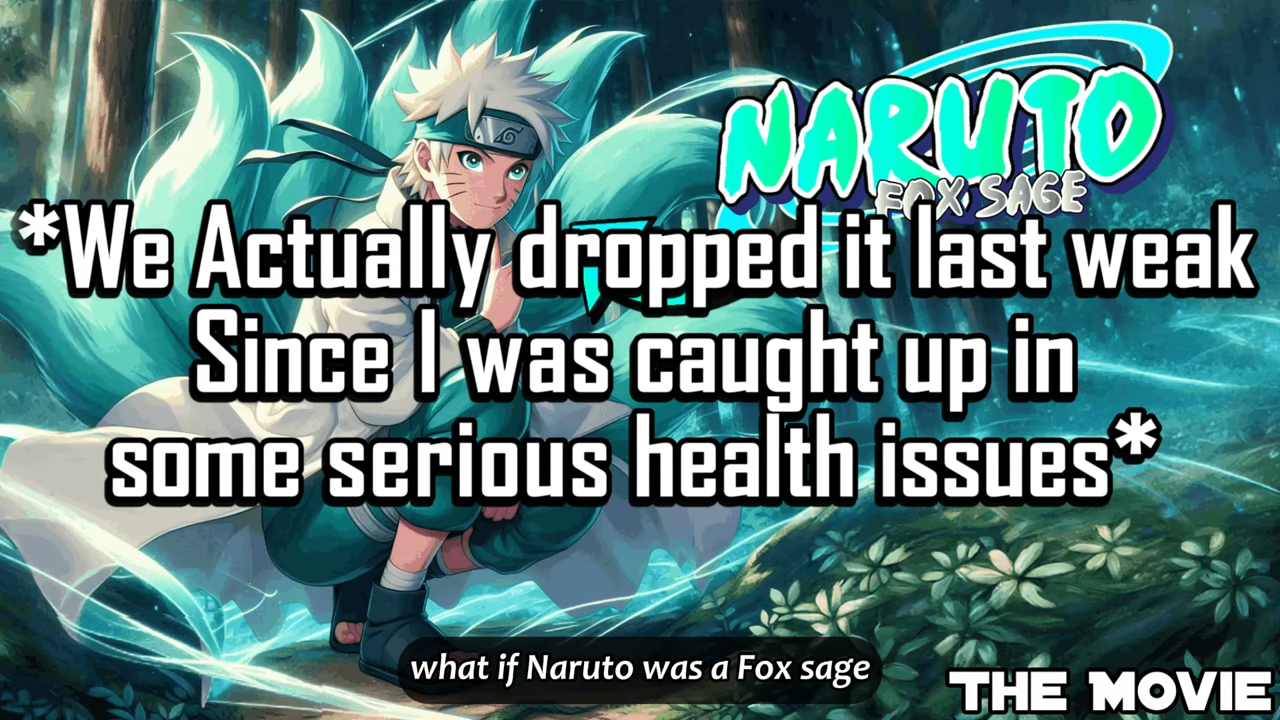 NARUTO
FOX SAGE
*We Actually dropped it last weak
Since I was caught up in
some serious health issues*
what if Naruto was a Fox sage
THE MOVIE